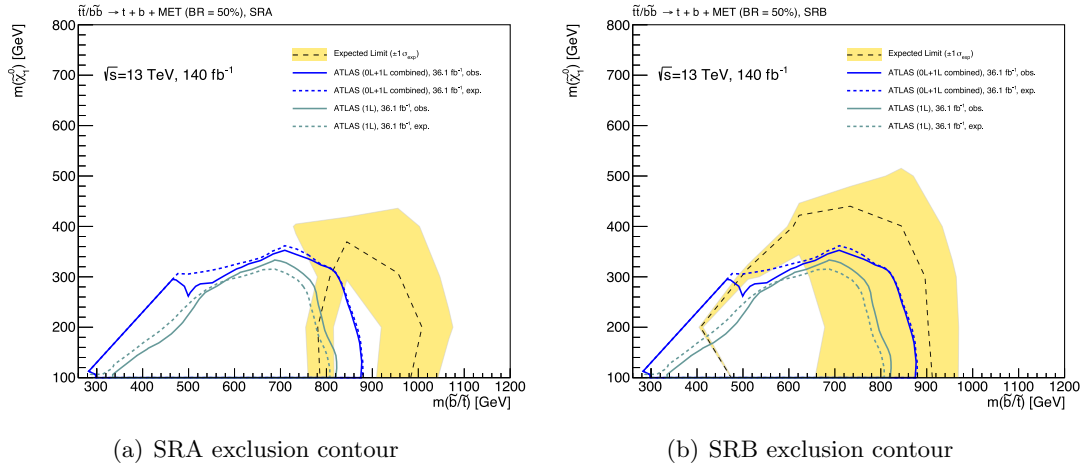 t̃t̃/b̃b̃ → t + b + MET (BR = 50%), SRA
m(χ̃₁⁰) [GeV]
800
700
600
500
400
300
200
100
√s=13 TeV, 140 fb⁻¹
Expected Limit (±1σexp)
ATLAS (0L+1L combined), 36.1 fb⁻¹, obs.
ATLAS (0L+1L combined), 36.1 fb⁻¹, exp.
ATLAS (1L), 36.1 fb⁻¹, obs.
ATLAS (1L), 36.1 fb⁻¹, exp.
300 400 500 600 700 800 900 1000 1100 1200
m(b̃/t̃) [GeV]
(a) SRA exclusion contour
t̃t̃/b̃b̃ → t + b + MET (BR = 50%), SRB
m(χ̃₁⁰) [GeV]
800
700
600
500
400
300
200
100
√s=13 TeV, 140 fb⁻¹
Expected Limit (±1σexp)
ATLAS (0L+1L combined), 36.1 fb⁻¹, obs.
ATLAS (0L+1L combined), 36.1 fb⁻¹, exp.
ATLAS (1L), 36.1 fb⁻¹, obs.
ATLAS (1L), 36.1 fb⁻¹, exp.
300 400 500 600 700 800 900 1000 1100 1200
m(b̃/t̃) [GeV]
(b) SRB exclusion contour